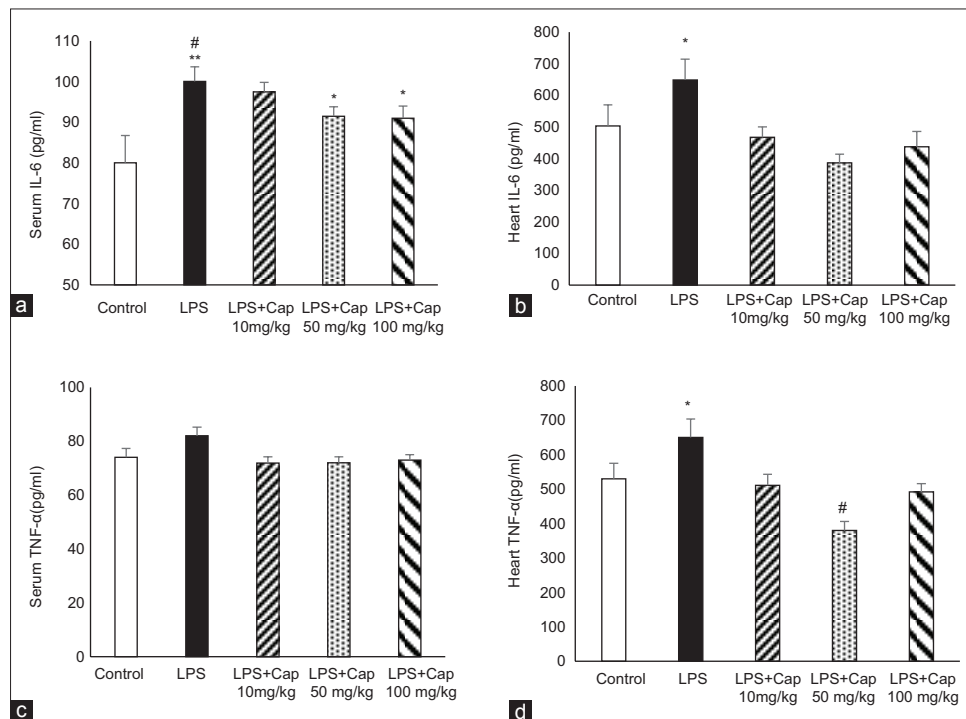 110
100
90
80
70
60
50
Serum IL-6 (pg/ml)
#
**
*
*
Control
LPS
LPS+Cap
10mg/kg
LPS+Cap
50 mg/kg
LPS+Cap
100 mg/kg
a
800
700
600
500
400
300
200
100
0
Heart IL-6 (pg/ml)
*
Control
LPS
LPS+Cap
10mg/kg
LPS+Cap
50 mg/kg
LPS+Cap
100 mg/kg
b
100
80
60
40
20
0
Serum TNF-α(pg/ml)
Control
LPS
LPS+Cap
10mg/kg
LPS+Cap
50 mg/kg
LPS+Cap
100 mg/kg
c
800
700
600
500
400
300
200
100
0
Heart TNF-α(pg/ml)
*
#
Control
LPS
LPS+Cap
10mg/kg
LPS+Cap
50 mg/kg
LPS+Cap
100 mg/kg
d